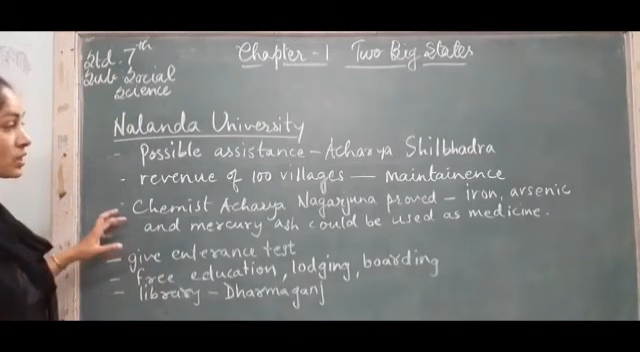 Std. 7th
Sub Social
Science
Chapter - 1 Two Big States
Nalanda University
- Possible assistance - Acharya Shilbhadra
- revenue of 100 villages - maintainence
- Chemist Acharya Nagarjuna proved - iron, arsenic
and mercury ash could be used as medicine.
- give enterance test
- free education, lodging, boarding
- library - Dharmaganj